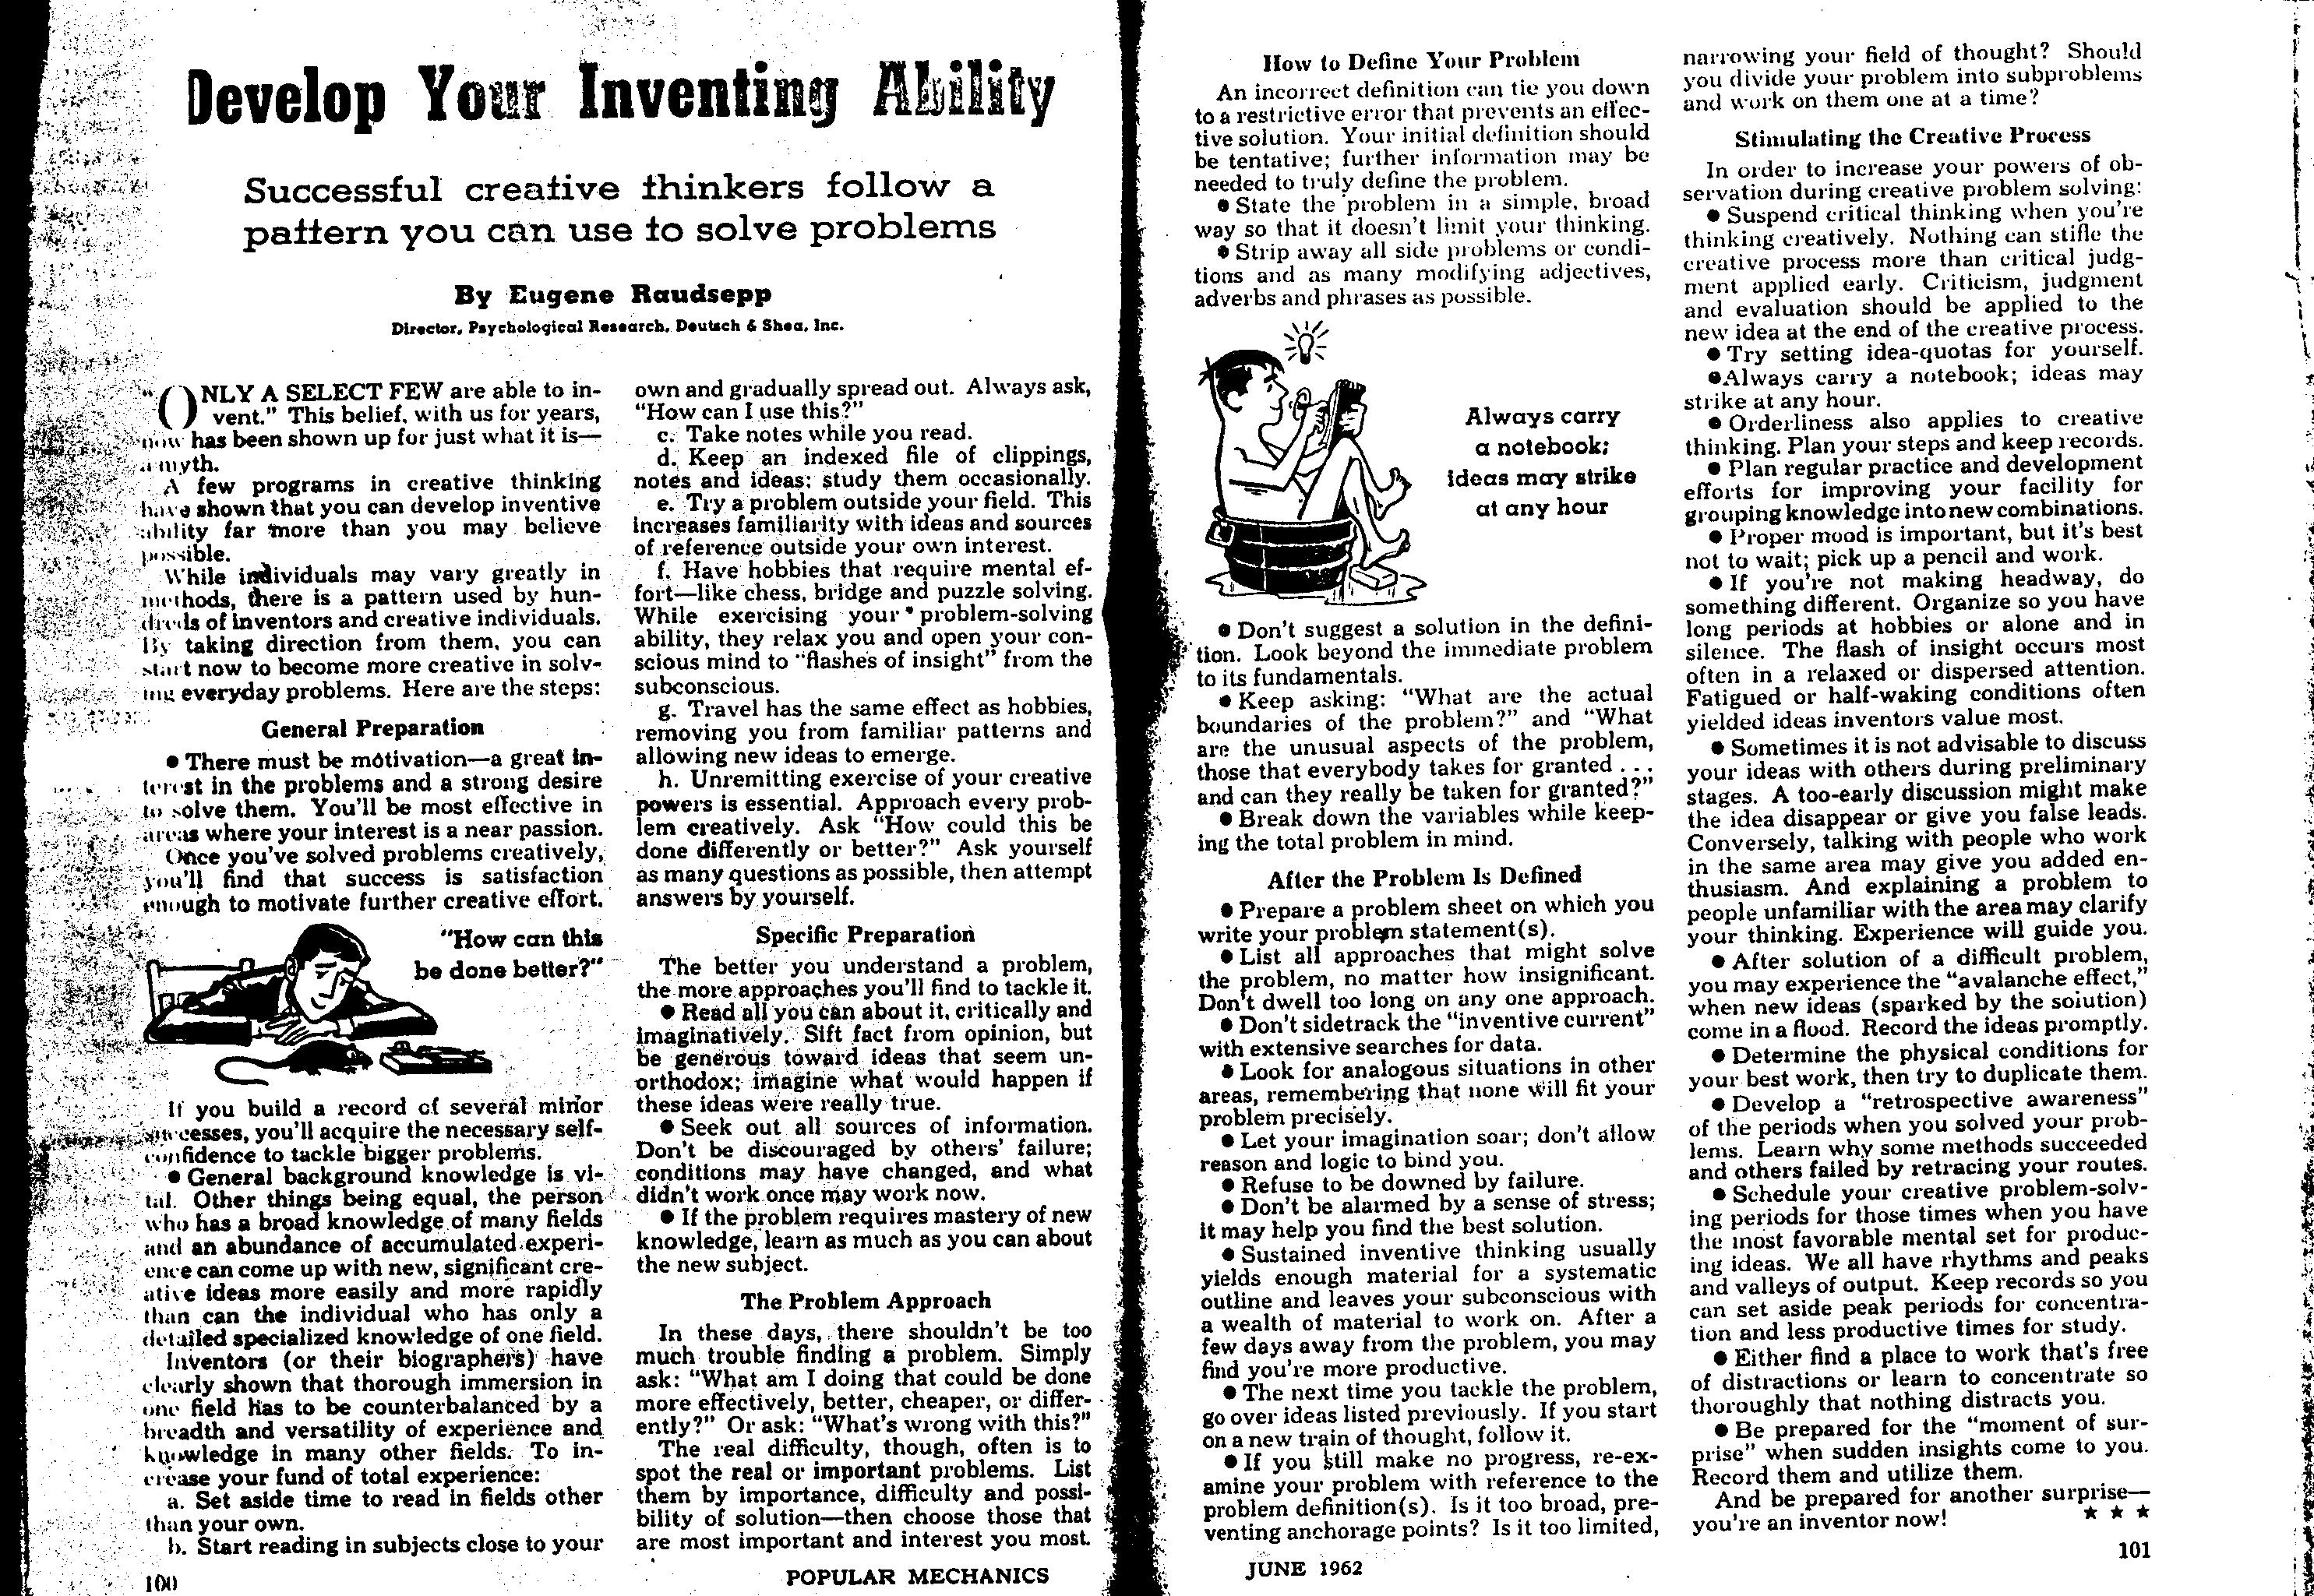 Develop Your Inventing Ability
Successful creative thinkers follow a
pattern you can use to solve problems
By Eugene Raudsepp
Director, Psychological Research, Deutsch & Shea, Inc.
"ONLY A SELECT FEW are able to in-
vent." This belief, with us for years,
now has been shown up for just what it is—
a myth.
A few programs in creative thinking
have shown that you can develop inventive
ability far more than you may believe
possible.
While individuals may vary greatly in
methods, there is a pattern used by hun-
dreds of inventors and creative individuals.
By taking direction from them, you can
start now to become more creative in solv-
ing everyday problems. Here are the steps:
General Preparation
● There must be motivation—a great in-
terest in the problems and a strong desire
to solve them. You'll be most effective in
areas where your interest is a near passion.
Once you've solved problems creatively,
you'll find that success is satisfaction
enough to motivate further creative effort.
"How can this
be done better?"
If you build a record of several minor
successes, you'll acquire the necessary self-
confidence to tackle bigger problems.
● General background knowledge is vi-
tal. Other things being equal, the person
who has a broad knowledge of many fields
and an abundance of accumulated experi-
ence can come up with new, significant cre-
ative ideas more easily and more rapidly
than can the individual who has only a
detailed specialized knowledge of one field.
Inventors (or their biographers) have
clearly shown that thorough immersion in
one field has to be counterbalanced by a
breadth and versatility of experience and
knowledge in many other fields. To in-
crease your fund of total experience:
a. Set aside time to read in fields other
than your own.
b. Start reading in subjects close to your
own and gradually spread out. Always ask,
"How can I use this?"
c. Take notes while you read.
d. Keep an indexed file of clippings,
notes and ideas; study them occasionally.
e. Try a problem outside your field. This
increases familiarity with ideas and sources
of reference outside your own interest.
f. Have hobbies that require mental ef-
fort—like chess, bridge and puzzle solving.
While exercising your problem-solving
ability, they relax you and open your con-
scious mind to "flashes of insight" from the
subconscious.
g. Travel has the same effect as hobbies,
removing you from familiar patterns and
allowing new ideas to emerge.
h. Unremitting exercise of your creative
powers is essential. Approach every prob-
lem creatively. Ask "How could this be
done differently or better?" Ask yourself
as many questions as possible, then attempt
answers by yourself.
Specific Preparation
The better you understand a problem,
the more approaches you'll find to tackle it.
● Read all you can about it, critically and
imaginatively. Sift fact from opinion, but
be generous toward ideas that seem un-
orthodox; imagine what would happen if
these ideas were really true.
● Seek out all sources of information.
Don't be discouraged by others' failure;
conditions may have changed, and what
didn't work once may work now.
● If the problem requires mastery of new
knowledge, learn as much as you can about
the new subject.
The Problem Approach
In these days, there shouldn't be too
much trouble finding a problem. Simply
ask: "What am I doing that could be done
more effectively, better, cheaper, or differ-
ently?" Or ask: "What's wrong with this?"
The real difficulty, though, often is to
spot the real or important problems. List
them by importance, difficulty and possi-
bility of solution—then choose those that
are most important and interest you most.
100
POPULAR MECHANICS
How to Define Your Problem
An incorrect definition can tie you down
to a restrictive error that prevents an effec-
tive solution. Your initial definition should
be tentative; further information may be
needed to truly define the problem.
● State the problem in a simple, broad
way so that it doesn't limit your thinking.
● Strip away all side problems or condi-
tions and as many modifying adjectives,
adverbs and phrases as possible.
Always carry
a notebook;
ideas may strike
at any hour
● Don't suggest a solution in the defini-
tion. Look beyond the immediate problem
to its fundamentals.
● Keep asking: "What are the actual
boundaries of the problem?" and "What
are the unusual aspects of the problem,
those that everybody takes for granted . . .
and can they really be taken for granted?"
● Break down the variables while keep-
ing the total problem in mind.
After the Problem Is Defined
● Prepare a problem sheet on which you
write your problem statement(s).
● List all approaches that might solve
the problem, no matter how insignificant.
Don't dwell too long on any one approach.
● Don't sidetrack the "inventive current"
with extensive searches for data.
● Look for analogous situations in other
areas, remembering that none will fit your
problem precisely.
● Let your imagination soar; don't allow
reason and logic to bind you.
● Refuse to be downed by failure.
● Don't be alarmed by a sense of stress;
it may help you find the best solution.
● Sustained inventive thinking usually
yields enough material for a systematic
outline and leaves your subconscious with
a wealth of material to work on. After a
few days away from the problem, you may
find you're more productive.
● The next time you tackle the problem,
go over ideas listed previously. If you start
on a new train of thought, follow it.
● If you still make no progress, re-ex-
amine your problem with reference to the
problem definition(s). Is it too broad, pre-
venting anchorage points? Is it too limited,
narrowing your field of thought? Should
you divide your problem into subproblems
and work on them one at a time?
Stimulating the Creative Process
In order to increase your powers of ob-
servation during creative problem solving:
● Suspend critical thinking when you're
thinking creatively. Nothing can stifle the
creative process more than critical judg-
ment applied early. Criticism, judgment
and evaluation should be applied to the
new idea at the end of the creative process.
● Try setting idea-quotas for yourself.
● Always carry a notebook; ideas may
strike at any hour.
● Orderliness also applies to creative
thinking. Plan your steps and keep records.
● Plan regular practice and development
efforts for improving your facility for
grouping knowledge into new combinations.
● Proper mood is important, but it's best
not to wait; pick up a pencil and work.
● If you're not making headway, do
something different. Organize so you have
long periods at hobbies or alone and in
silence. The flash of insight occurs most
often in a relaxed or dispersed attention.
Fatigued or half-waking conditions often
yielded ideas inventors value most.
● Sometimes it is not advisable to discuss
your ideas with others during preliminary
stages. A too-early discussion might make
the idea disappear or give you false leads.
Conversely, talking with people who work
in the same area may give you added en-
thusiasm. And explaining a problem to
people unfamiliar with the area may clarify
your thinking. Experience will guide you.
● After solution of a difficult problem,
you may experience the "avalanche effect,"
when new ideas (sparked by the solution)
come in a flood. Record the ideas promptly.
● Determine the physical conditions for
your best work, then try to duplicate them.
● Develop a "retrospective awareness"
of the periods when you solved your prob-
lems. Learn why some methods succeeded
and others failed by retracing your routes.
● Schedule your creative problem-solv-
ing periods for those times when you have
the most favorable mental set for produc-
ing ideas. We all have rhythms and peaks
and valleys of output. Keep records so you
can set aside peak periods for concentra-
tion and less productive times for study.
● Either find a place to work that's free
of distractions or learn to concentrate so
thoroughly that nothing distracts you.
● Be prepared for the "moment of sur-
prise" when sudden insights come to you.
Record them and utilize them.
And be prepared for another surprise—
you're an inventor now! ★ ★ ★
JUNE 1962
101